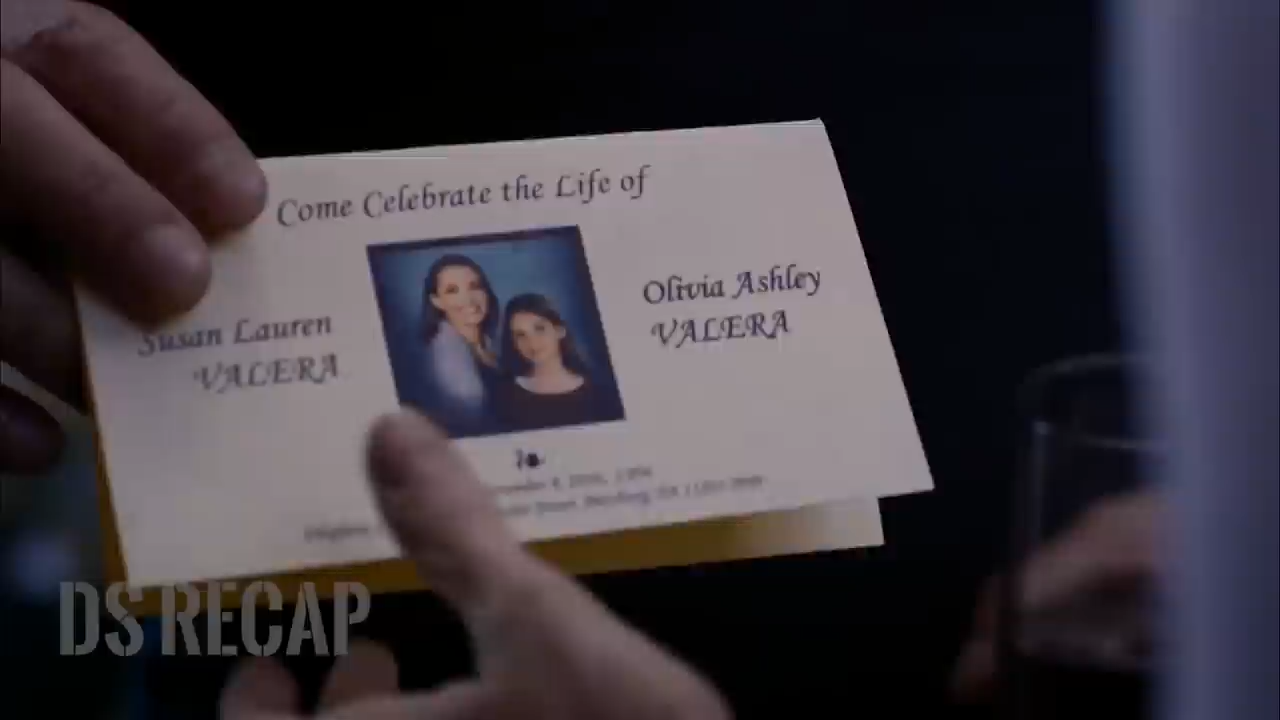 Come Celebrate the Life of
Susan Lauren
VALERA
Olivia Ashley
VALERA
DS RECAP